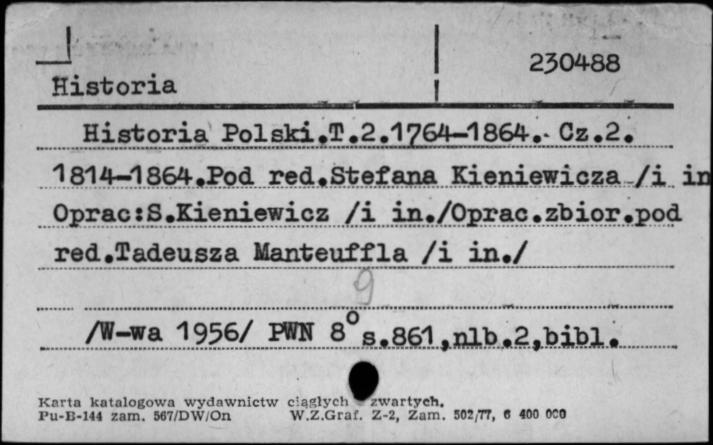 230488
Historia
Historia Polski.T.2.1764-1864. Cz.2.
1814-1864.Pod red.Stefana Kieniewicza /i in
Oprac:S.Kieniewicz /i in./Oprac.zbior.pod
red.Tadeusza Manteuffla /i in./
9
/W-wa 1956/ PWN 8° s.861,nlb.2,bibl.
Karta katalogowa wydawnictw ciągłych zwartych.
Pu-B-144 zam. 567/DW/On W.Z.Graf. Z-2, Zam. 502/77, 6 400 000